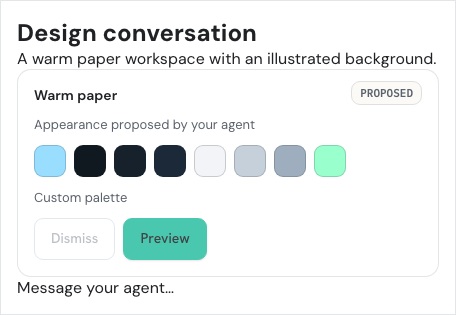 Design conversation
A warm paper workspace with an illustrated background.
Warm paper
PROPOSED
Appearance proposed by your agent
Custom palette
Dismiss
Preview
Message your agent…